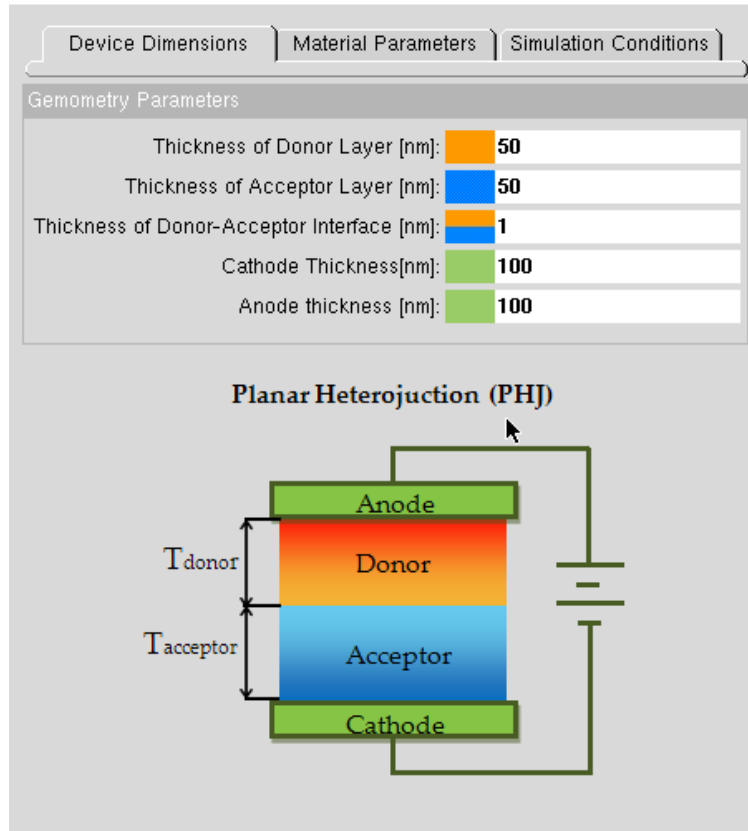 Device Dimensions Material Parameters Simulation Conditions
Gemometry Parameters
Thickness of Donor Layer [nm]: 50
Thickness of Acceptor Layer [nm]: 50
Thickness of Donor-Acceptor Interface [nm]: 1
Cathode Thickness[nm]: 100
Anode thickness [nm]: 100
Planar Heterojuction (PHJ)
Anode
Tdonor
Donor
Tacceptor
Acceptor
Cathode